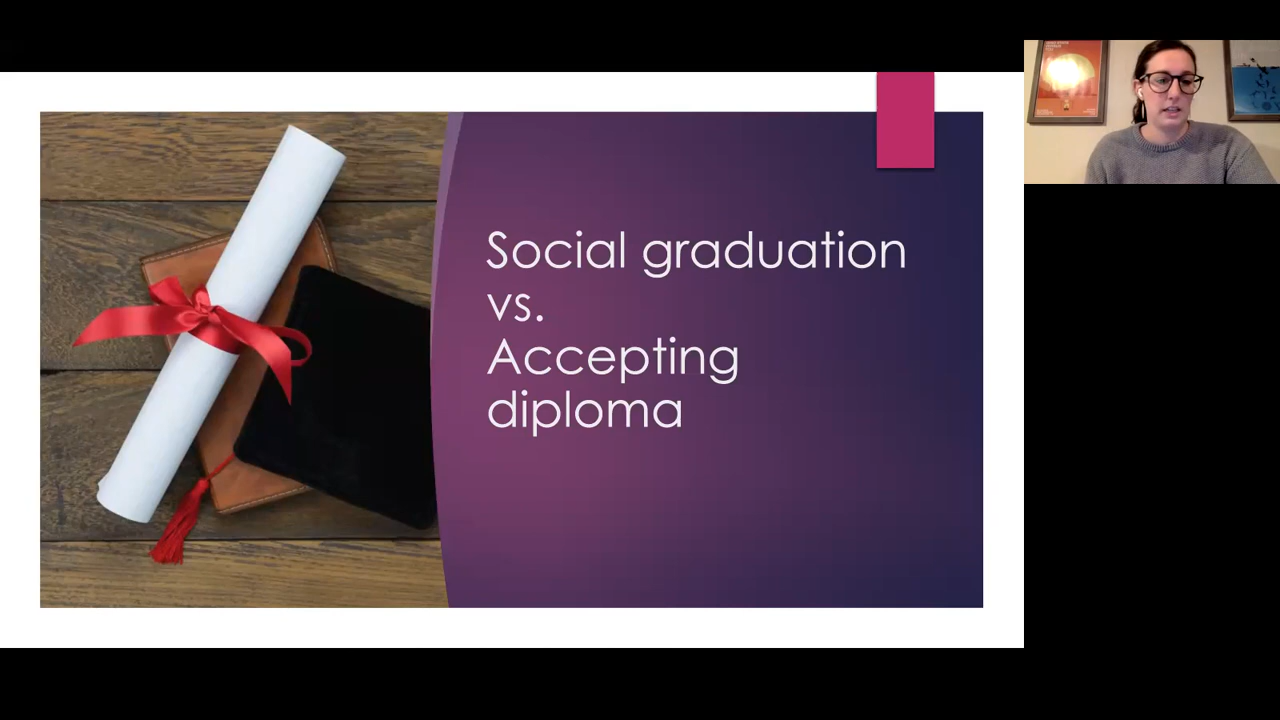 Social graduation
vs.
Accepting
diploma